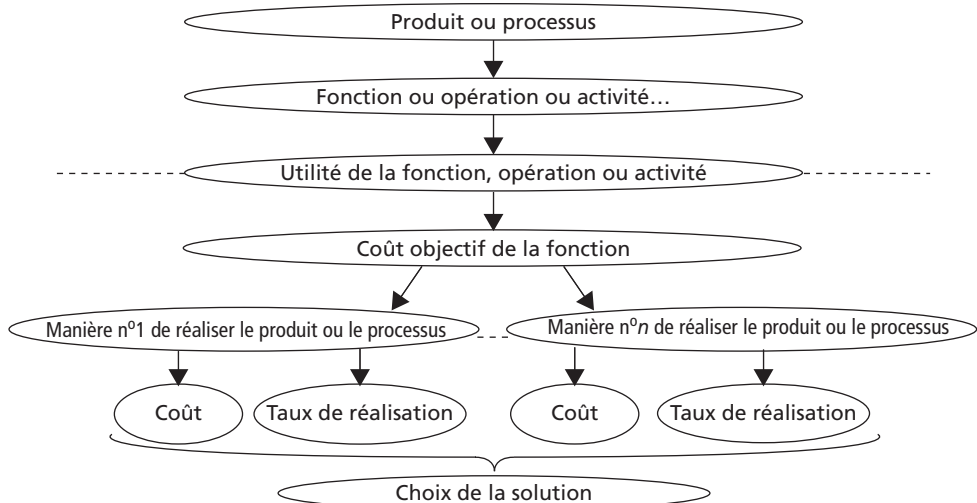 Produit ou processus
Fonction ou opération ou activité…
Utilité de la fonction, opération ou activité
Coût objectif de la fonction
Manière nº1 de réaliser le produit ou le processus
Manière nºn de réaliser le produit ou le processus
Coût
Taux de réalisation
Coût
Taux de réalisation
Choix de la solution